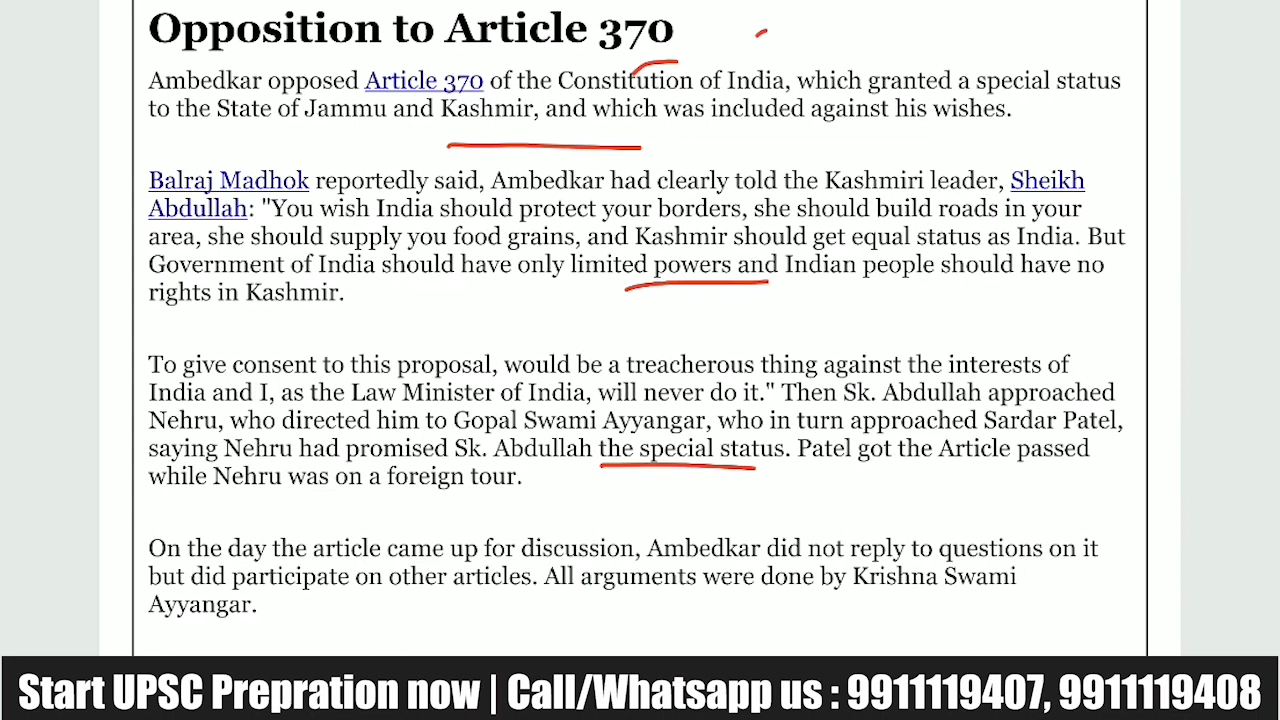 Opposition to Article 370
Ambedkar opposed Article 370 of the Constitution of India, which granted a special status
to the State of Jammu and Kashmir, and which was included against his wishes.
Balraj Madhok reportedly said, Ambedkar had clearly told the Kashmiri leader, Sheikh
Abdullah: "You wish India should protect your borders, she should build roads in your
area, she should supply you food grains, and Kashmir should get equal status as India. But
Government of India should have only limited powers and Indian people should have no
rights in Kashmir.
To give consent to this proposal, would be a treacherous thing against the interests of
India and I, as the Law Minister of India, will never do it." Then Sk. Abdullah approached
Nehru, who directed him to Gopal Swami Ayyangar, who in turn approached Sardar Patel,
saying Nehru had promised Sk. Abdullah the special status. Patel got the Article passed
while Nehru was on a foreign tour.
On the day the article came up for discussion, Ambedkar did not reply to questions on it
but did participate on other articles. All arguments were done by Krishna Swami
Ayyangar.
Start UPSC Prepration now | Call/Whatsapp us : 9911119407, 9911119408